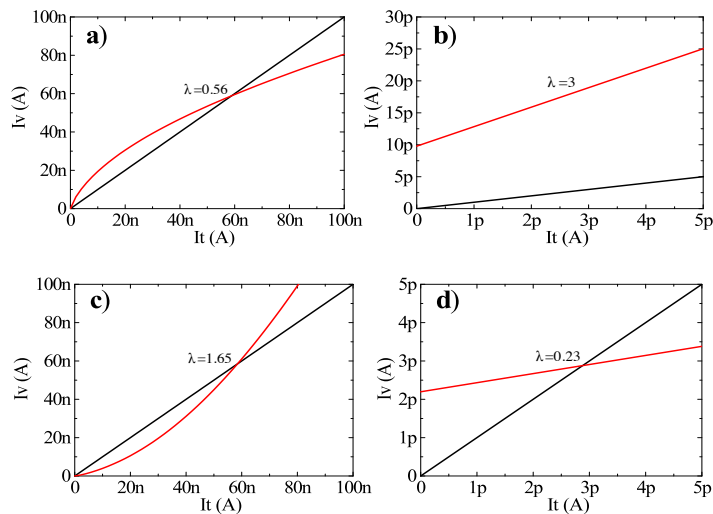 a)
Iv (A)
100n
80n
60n
40n
20n
0
λ=0.56
0 20n 40n 60n 80n 100n
It (A)
b)
Iv (A)
30p
25p
20p
15p
10p
5p
0
λ=3
0 1p 2p 3p 4p 5p
It (A)
c)
Iv (A)
100n
80n
60n
40n
20n
0
λ=1.65
0 20n 40n 60n 80n 100n
It (A)
d)
Iv (A)
5p
4p
3p
2p
1p
0
λ=0.23
0 1p 2p 3p 4p 5p
It (A)